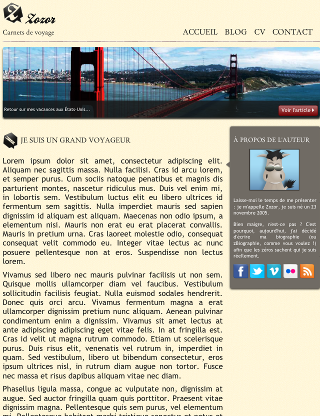 Zozor
Carnets de voyage
ACCUEIL BLOG CV CONTACT
Retour sur mes vacances aux États-Unis...
Voir l'article
JE SUIS UN GRAND VOYAGEUR
Lorem ipsum dolor sit amet, consectetur adipiscing elit.
Aliquam nec sagittis massa. Nulla facilisi. Cras id arcu lorem,
et semper purus. Cum sociis natoque penatibus et magnis dis
parturient montes, nascetur ridiculus mus. Duis vel enim mi,
in lobortis sem. Vestibulum luctus elit eu libero ultrices id
fermentum sem sagittis. Nulla imperdiet mauris sed sapien
dignissim id aliquam est aliquam. Maecenas non odio ipsum, a
elementum nisi. Mauris non erat eu erat placerat convallis.
Mauris in pretium urna. Cras laoreet molestie odio, consequat
consequat velit commodo eu. Integer vitae lectus ac nunc
posuere pellentesque non at eros. Suspendisse non lectus
lorem.
Vivamus sed libero nec mauris pulvinar facilisis ut non sem.
Quisque mollis ullamcorper diam vel faucibus. Vestibulum
sollicitudin facilisis feugiat. Nulla euismod sodales hendrerit.
Donec quis orci arcu. Vivamus fermentum magna a erat
ullamcorper dignissim pretium nunc aliquam. Aenean pulvinar
condimentum enim a dignissim. Vivamus sit amet lectus at
ante adipiscing adipiscing eget vitae felis. In at fringilla est.
Cras id velit ut magna rutrum commodo. Etiam ut scelerisque
purus. Duis risus elit, venenatis vel rutrum in, imperdiet in
quam. Sed vestibulum, libero ut bibendum consectetur, eros
ipsum ultrices nisl, in rutrum diam augue non tortor. Fusce
nec massa et risus dapibus aliquam vitae nec diam.
Phasellus ligula massa, congue ac vulputate non, dignissim at
augue. Sed auctor fringilla quam quis porttitor. Praesent vitae
dignissim magna. Pellentesque quis sem purus, vel elementum
À PROPOS DE L'AUTEUR
Laissez-moi le temps de me présenter
: je m'appelle Zozor, je suis né un 23
novembre 2005.
Bien maigre, n'est-ce pas ? C'est
pourquoi, aujourd'hui, j'ai décidé
d'écrire ma biographie (ou
zBiographie, comme vous voulez !)
afin que les zéros sachent qui je suis
réellement.